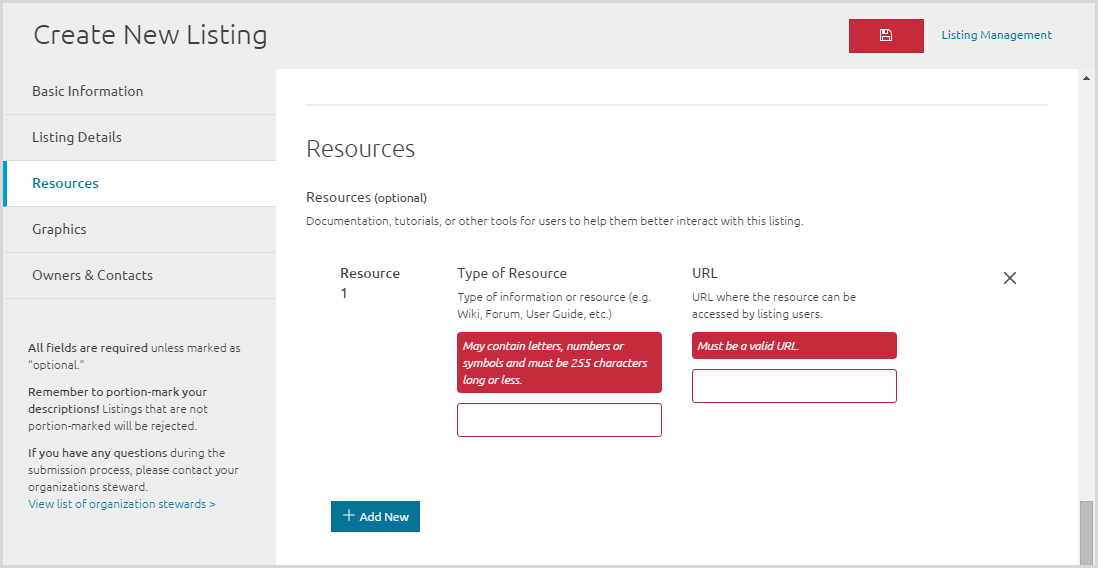 Create New Listing
Listing Management
Basic Information
Listing Details
Resources
Graphics
Owners & Contacts
All fields are required unless marked as
“optional.”
Remember to portion-mark your
descriptions! Listings that are not
portion-marked will be rejected.
If you have any questions during the
submission process, please contact your
organizations steward.
View list of organization stewards >
Resources
Resources (optional)
Documentation, tutorials, or other tools for users to help them better interact with this listing.
Resource
1
Type of Resource
Type of information or resource (e.g.
Wiki, Forum, User Guide, etc.)
May contain letters, numbers or
symbols and must be 255 characters
long or less.
URL
URL where the resource can be
accessed by listing users.
Must be a valid URL.
Add New